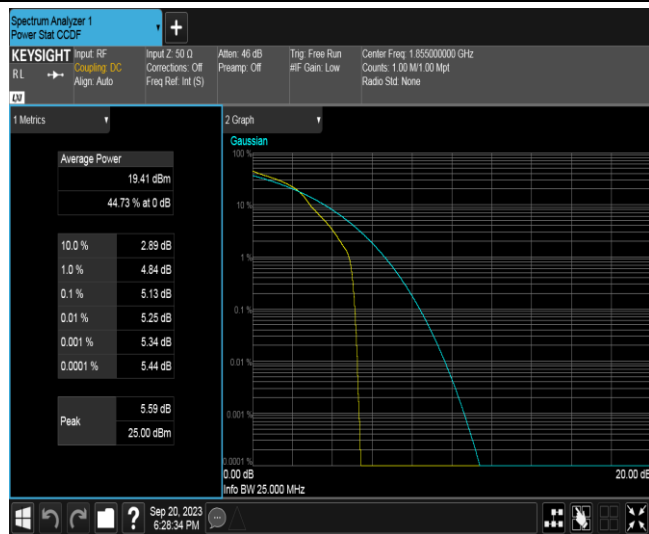 Spectrum Analyzer 1
Power Stat CCDF
+
KEYSIGHT
RL
LXI
Input: RF
Coupling: DC
Align: Auto
Input Z: 50 Ω
Corrections: Off
Freq Ref: Int (S)
Atten: 46 dB
Preamp: Off
Trig: Free Run
#IF Gain: Low
Center Freq: 1.855000000 GHz
Counts: 1.00 M/1.00 Mpt
Radio Std: None
1 Metrics
Average Power
19.41 dBm
44.73 % at 0 dB
10.0 % 2.89 dB
1.0 % 4.84 dB
0.1 % 5.13 dB
0.01 % 5.25 dB
0.001 % 5.34 dB
0.0001 % 5.44 dB
Peak
5.59 dB
25.00 dBm
2 Graph
Gaussian
100 %
10 %
1 %
0.1 %
0.01 %
0.001 %
0.0001 %
0.00 dB
20.00 dB
Info BW 25.000 MHz
?
Sep 20, 2023
6:28:34 PM